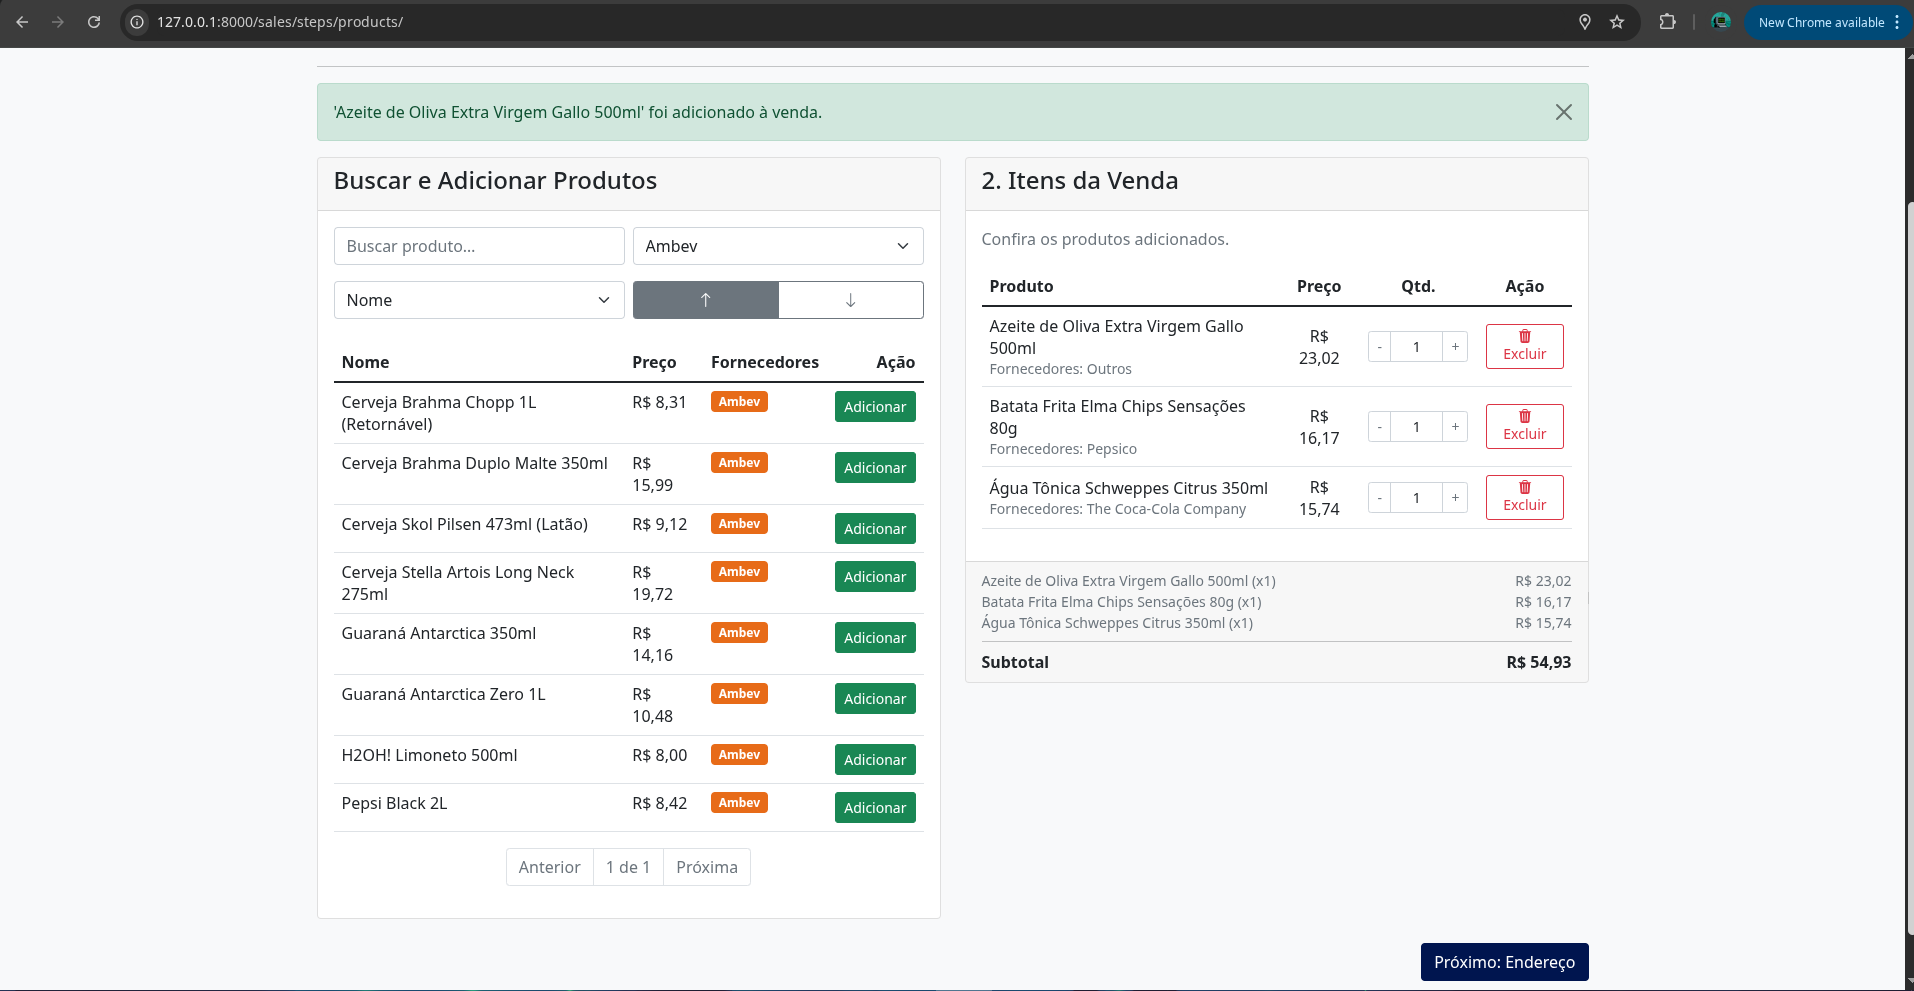 127.0.0.1:8000/sales/steps/products/
New Chrome available
'Azeite de Oliva Extra Virgem Gallo 500ml' foi adicionado à venda.
Buscar e Adicionar Produtos
Buscar produto...
Ambev
Nome
↑
↓
Nome Preço Fornecedores Ação
Cerveja Brahma Chopp 1L R$ 8,31 Ambev Adicionar
(Retornável)
Cerveja Brahma Duplo Malte 350ml R$ Ambev Adicionar
15,99
Cerveja Skol Pilsen 473ml (Latão) R$ 9,12 Ambev Adicionar
Cerveja Stella Artois Long Neck R$ Ambev Adicionar
275ml 19,72
Guaraná Antarctica 350ml R$ Ambev Adicionar
14,16
Guaraná Antarctica Zero 1L R$ Ambev Adicionar
10,48
H2OH! Limoneto 500ml R$ 8,00 Ambev Adicionar
Pepsi Black 2L R$ 8,42 Ambev Adicionar
Anterior 1 de 1 Próxima
2. Itens da Venda
Confira os produtos adicionados.
Produto Preço Qtd. Ação
Azeite de Oliva Extra Virgem Gallo R$ - 1 + Excluir
500ml 23,02
Fornecedores: Outros
Batata Frita Elma Chips Sensações R$ - 1 + Excluir
80g 16,17
Fornecedores: Pepsico
Água Tônica Schweppes Citrus 350ml R$ - 1 + Excluir
Fornecedores: The Coca-Cola Company 15,74
Azeite de Oliva Extra Virgem Gallo 500ml (x1) R$ 23,02
Batata Frita Elma Chips Sensações 80g (x1) R$ 16,17
Água Tônica Schweppes Citrus 350ml (x1) R$ 15,74
Subtotal R$ 54,93
Próximo: Endereço